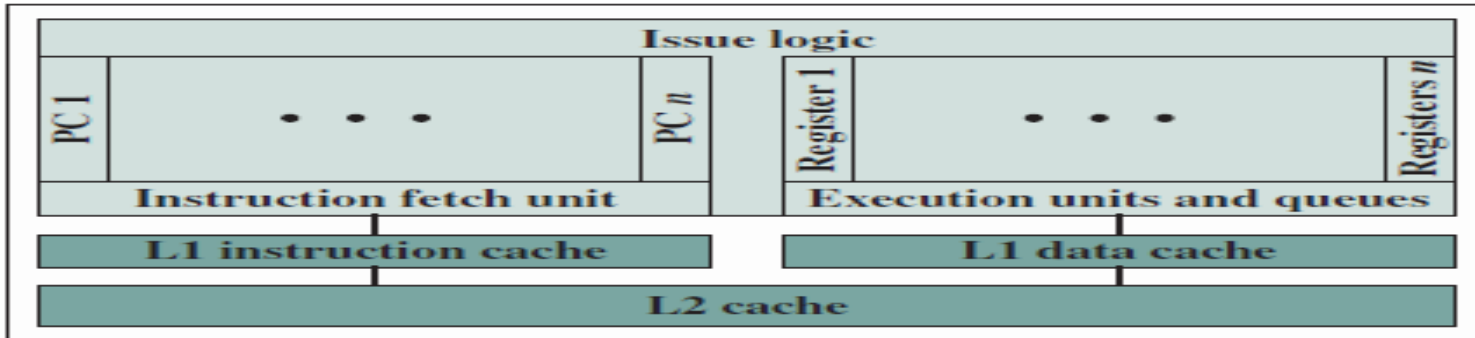 Issue logic
PC 1
• • •
PC n
Register 1
• • •
Registers n
Instruction fetch unit
Execution units and queues
L1 instruction cache
L1 data cache
L2 cache